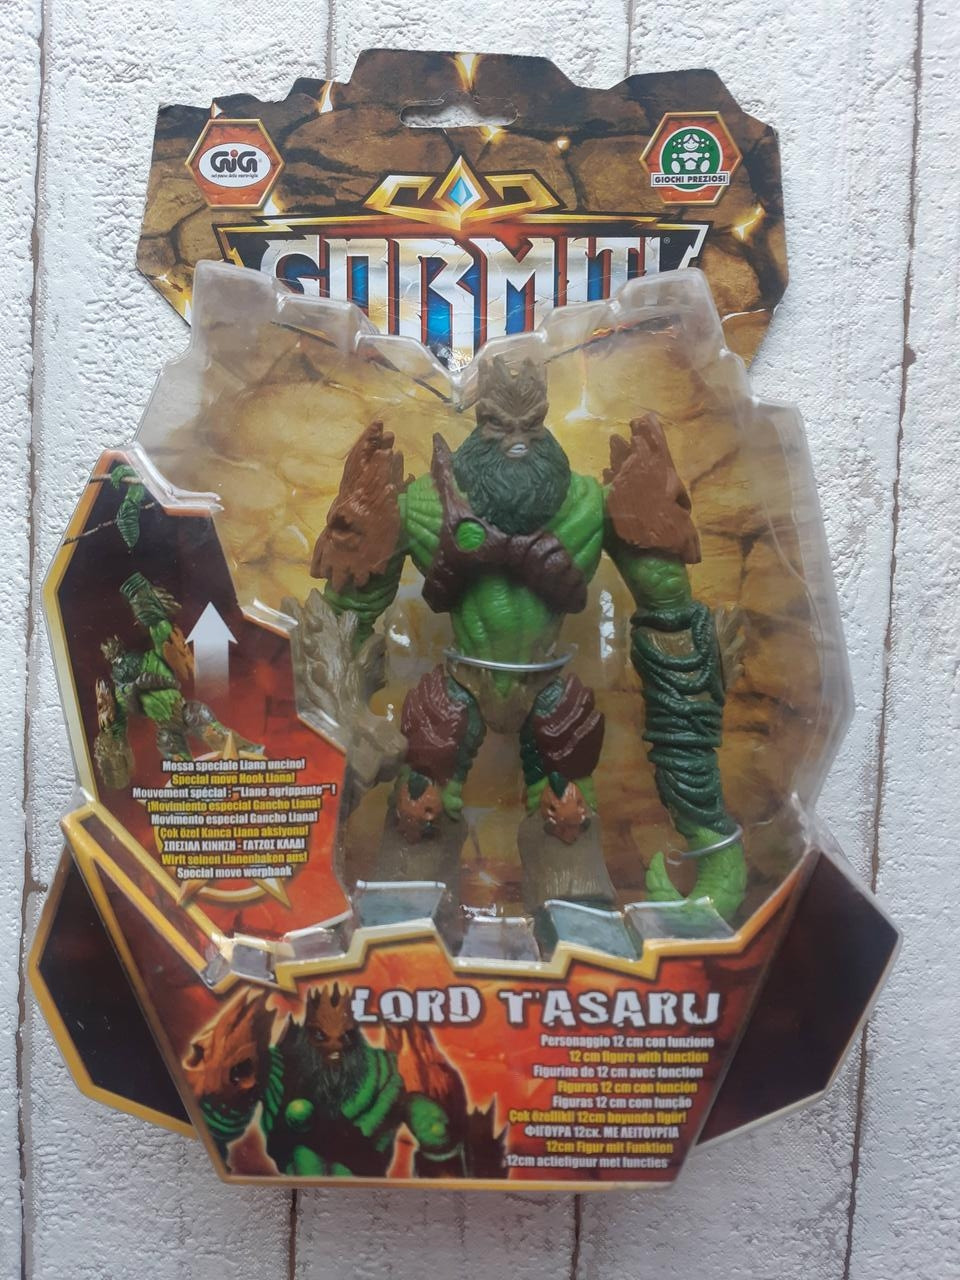 GiG
nel paese delle meraviglie
GIOCHI PREZIOSI
GORMITI
®
Mossa speciale Liana uncino!
Special move Hook Liana!
Mouvement spécial : "Liane agrippante" !
¡Movimiento especial Gancho Liana!
Movimento especial Gancho Liana!
Çok özel Kanca Liana aksiyonu!
ΣΠΕΣΙΑΛ ΚΙΝΗΣΗ - ΓΑΤΖΟΣ ΚΛΑΔΙ
Wirft seinen Lianenhaken aus!
Special move werphaak
LORD TASARU
Personaggio 12 cm con funzione
12 cm figure with function
Figurine de 12 cm avec fonction
Figuras 12 cm con función
Figuras 12 cm com função
Çok özellikli 12cm boyunda figür!
ΦΙΓΟΥΡΑ 12εκ. ΜΕ ΛΕΙΤΟΥΡΓΙΑ
12cm Figur mit Funktion
12cm actiefiguur met functies